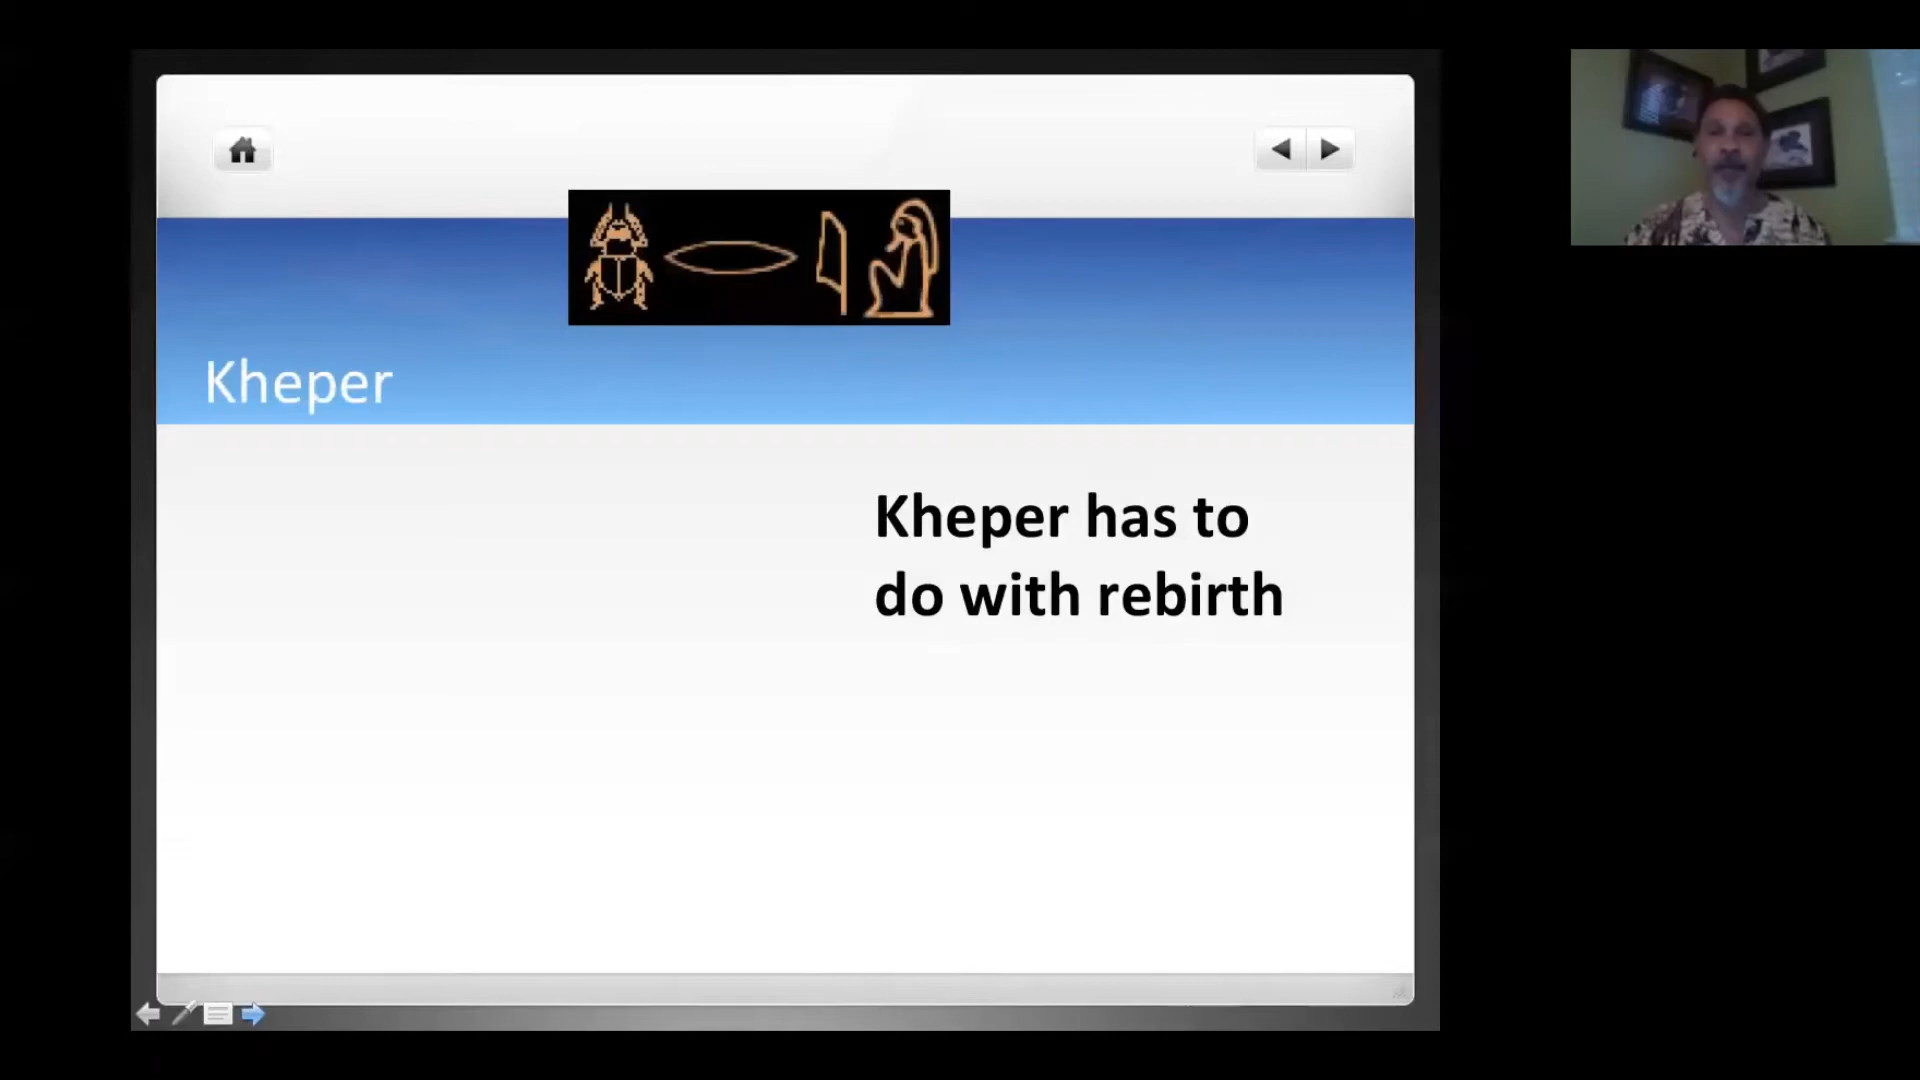 Kheper
Kheper has to
do with rebirth